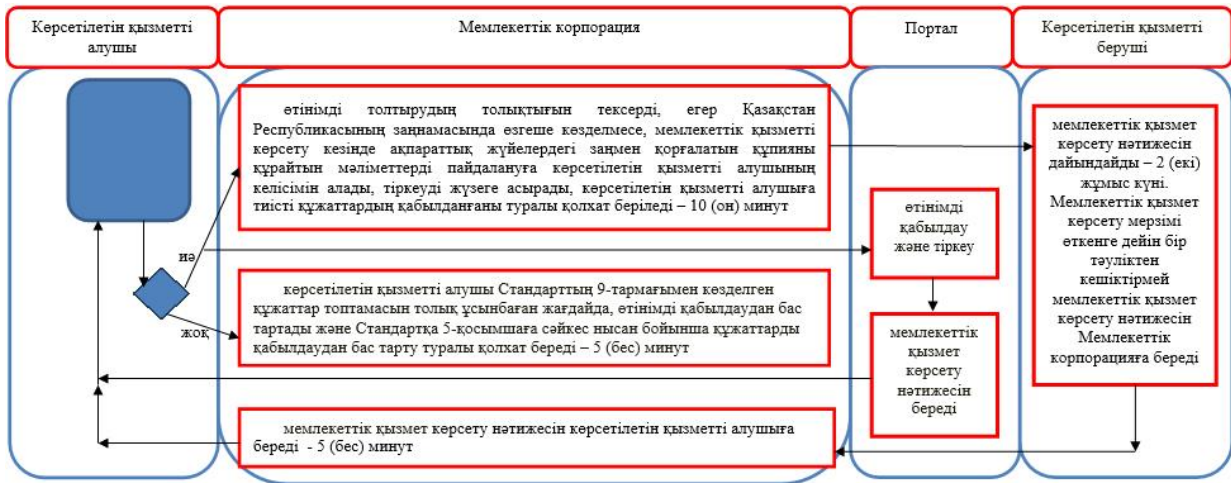 Көрсетілетін қызметті
алушы
Мемлекеттік корпорация
Портал
Көрсетілетін қызметті
беруші
өтінімді толтырудың толықтығын тексерді, егер Қазақстан
Республикасының заңнамасында өзгеше көзделмесе, мемлекеттік қызметті
көрсету кезінде ақпараттық жүйелердегі заңмен қорғалатын құпияны
құрайтын мәліметтерді пайдалануға көрсетілетін қызметті алушының
келісімін алады, тіркеуді жүзеге асырады, көрсетілетін қызметті алушыға
тиісті құжаттардың қабылданғаны туралы қолхат беріледі – 10 (он) минут
иә
жоқ
көрсетілетін қызметті алушы Стандарттың 9-тармағымен көзделген
құжаттар топтамасын толық ұсынбаған жағдайда, өтінімді қабылдаудан бас
тартады және Стандартқа 5-қосымшаға сәйкес нысан бойынша құжаттарды
қабылдаудан бас тарту туралы қолхат береді – 5 (бес) минут
мемлекеттік қызмет көрсету нәтижесін көрсетілетін қызметті алушыға
береді - 5 (бес) минут
өтінімді
қабылдау
және тіркеу
мемлекеттік
қызмет
көрсету
нәтижесін
береді
мемлекеттік қызмет
көрсету нәтижесін
дайындайды – 2 (екі)
жұмыс күні.
Мемлекеттік қызмет
көрсету мерзімі
өткенге дейін бір
тәуліктен
кешіктірмей
мемлекеттік қызмет
көрсету нәтижесін
Мемлекеттік
корпорацияға береді